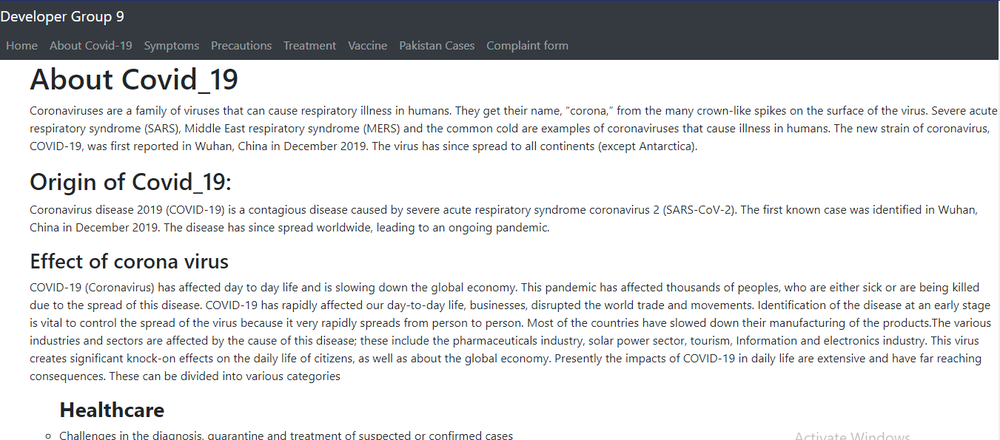 Developer Group 9
Home About Covid-19 Symptoms Precautions Treatment Vaccine Pakistan Cases Complaint form
About Covid_19
Coronaviruses are a family of viruses that can cause respiratory illness in humans. They get their name, “corona,” from the many crown-like spikes on the surface of the virus. Severe acute
respiratory syndrome (SARS), Middle East respiratory syndrome (MERS) and the common cold are examples of coronaviruses that cause illness in humans. The new strain of coronavirus,
COVID-19, was first reported in Wuhan, China in December 2019. The virus has since spread to all continents (except Antarctica).
Origin of Covid_19:
Coronavirus disease 2019 (COVID-19) is a contagious disease caused by severe acute respiratory syndrome coronavirus 2 (SARS-CoV-2). The first known case was identified in Wuhan,
China in December 2019. The disease has since spread worldwide, leading to an ongoing pandemic.
Effect of corona virus
COVID-19 (Coronavirus) has affected day to day life and is slowing down the global economy. This pandemic has affected thousands of peoples, who are either sick or are being killed
due to the spread of this disease. COVID-19 has rapidly affected our day-to-day life, businesses, disrupted the world trade and movements. Identification of the disease at an early stage
is vital to control the spread of the virus because it very rapidly spreads from person to person. Most of the countries have slowed down their manufacturing of the products.The various
industries and sectors are affected by the cause of this disease; these include the pharmaceuticals industry, solar power sector, tourism, Information and electronics industry. This virus
creates significant knock-on effects on the daily life of citizens, as well as about the global economy. Presently the impacts of COVID-19 in daily life are extensive and have far reaching
consequences. These can be divided into various categories
Healthcare
Challenges in the diagnosis, quarantine and treatment of suspected or confirmed cases
Activate Windows